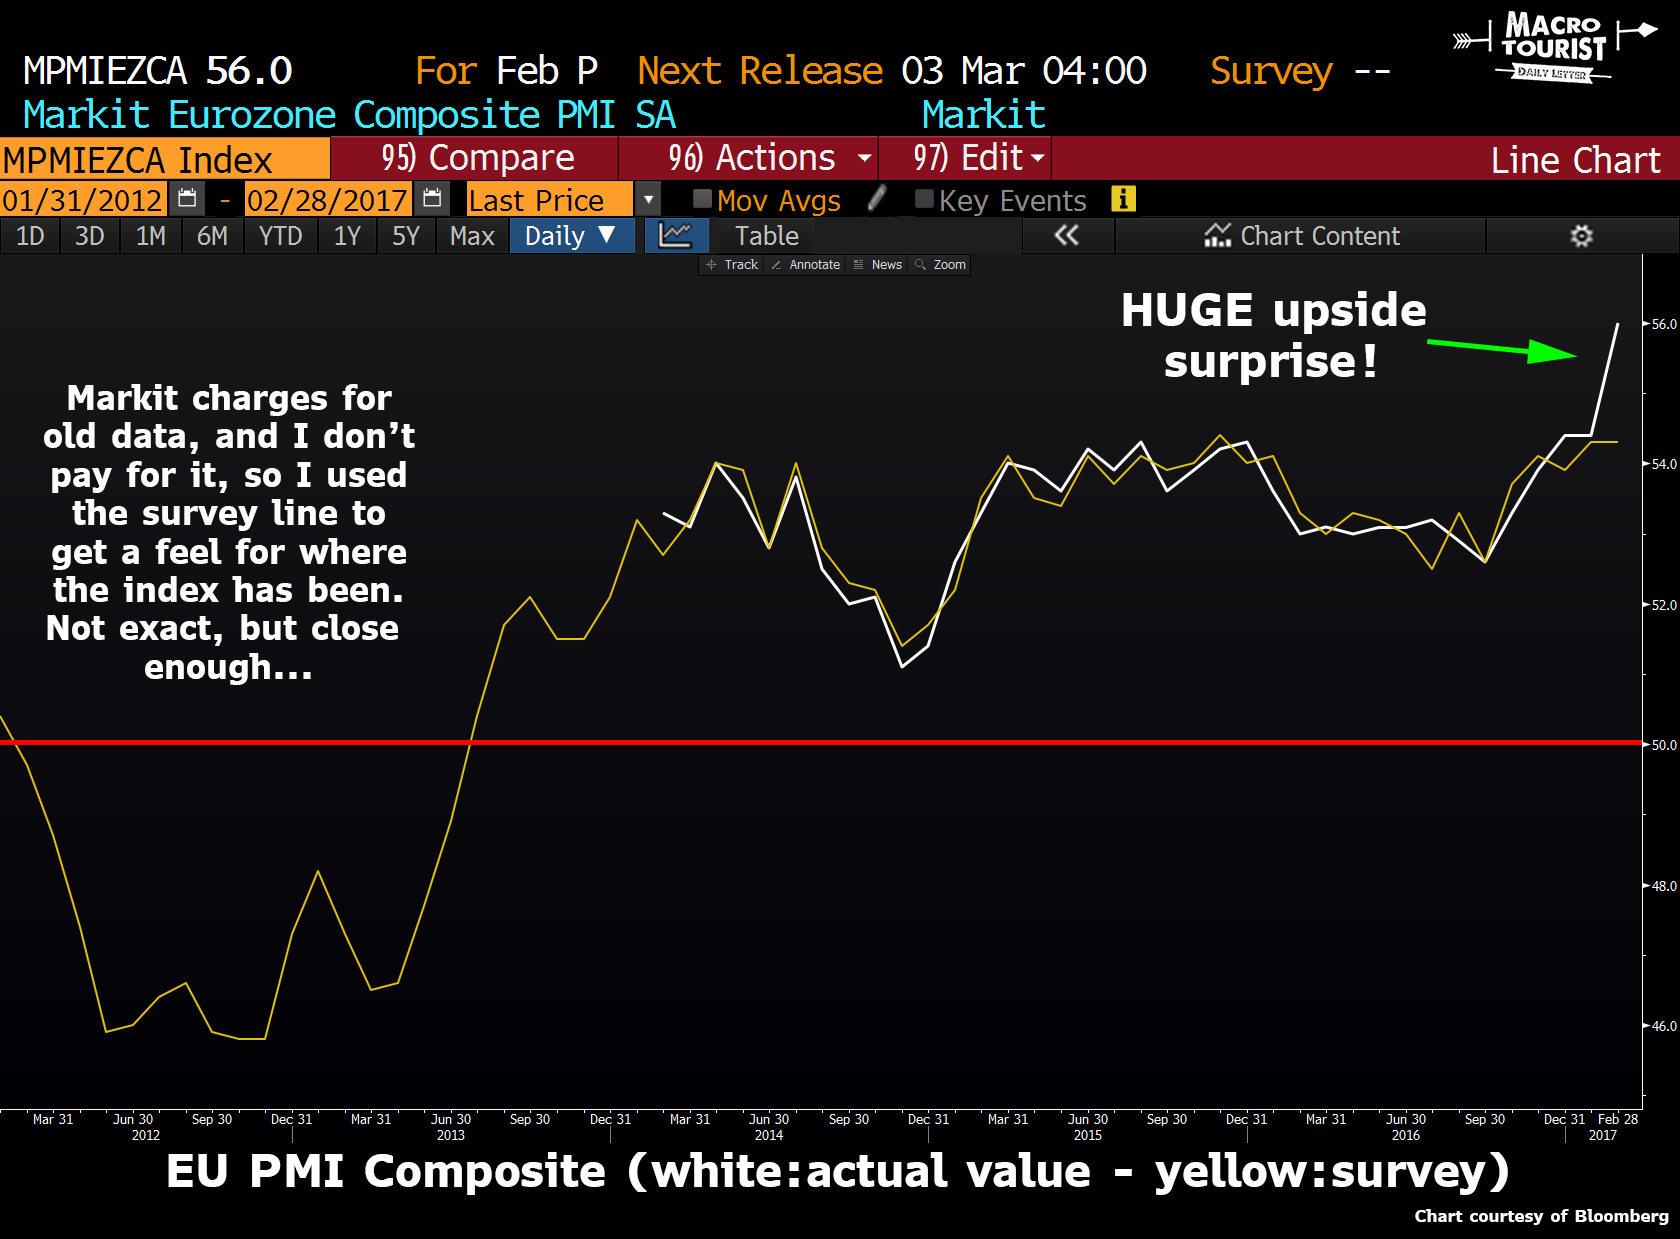 MACRO
TOURIST
DAILY LETTER
MPMIEZCA 56.0 For Feb P Next Release 03 Mar 04:00 Survey --
Markit Eurozone Composite PMI SA Markit
MPMIEZCA Index 95) Compare 96) Actions 97) Edit Line Chart
01/31/2012 - 02/28/2017 Last Price Mov Avgs Key Events i
1D 3D 1M 6M YTD 1Y 5Y Max Daily ▼ Table « Chart Content
Track Annotate News Zoom
HUGE upside
surprise!
Markit charges for
old data, and I don’t
pay for it, so I used
the survey line to
get a feel for where
the index has been.
Not exact, but close
enough...
56.0
54.0
52.0
50.0
48.0
46.0
Mar 31 Jun 30 Sep 30 Dec 31 Mar 31 Jun 30 Sep 30 Dec 31 Mar 31 Jun 30 Sep 30 Dec 31 Mar 31 Jun 30 Sep 30 Dec 31 Mar 31 Jun 30 Sep 30 Dec 31 Feb 28
2012 2013 2014 2015 2016 2017
EU PMI Composite (white:actual value - yellow:survey)
Chart courtesy of Bloomberg